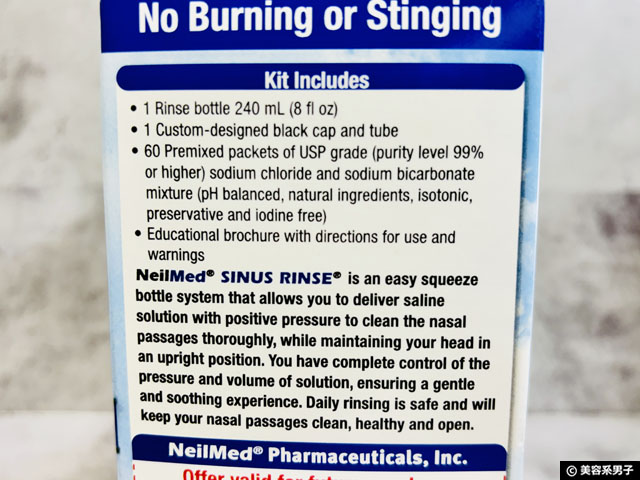 No Burning or Stinging
Kit Includes
• 1 Rinse bottle 240 mL (8 fl oz)
• 1 Custom-designed black cap and tube
• 60 Premixed packets of USP grade (purity level 99%
or higher) sodium chloride and sodium bicarbonate
mixture (pH balanced, natural ingredients, isotonic,
preservative and iodine free)
• Educational brochure with directions for use and
warnings
NeilMed® SINUS RINSE® is an easy squeeze
bottle system that allows you to deliver saline
solution with positive pressure to clean the nasal
passages thoroughly, while maintaining your head in
an upright position. You have complete control of the
pressure and volume of solution, ensuring a gentle
and soothing experience. Daily rinsing is safe and will
keep your nasal passages clean, healthy and open.
NeilMed® Pharmaceuticals, Inc.
Offer valid for
© 美容系男子